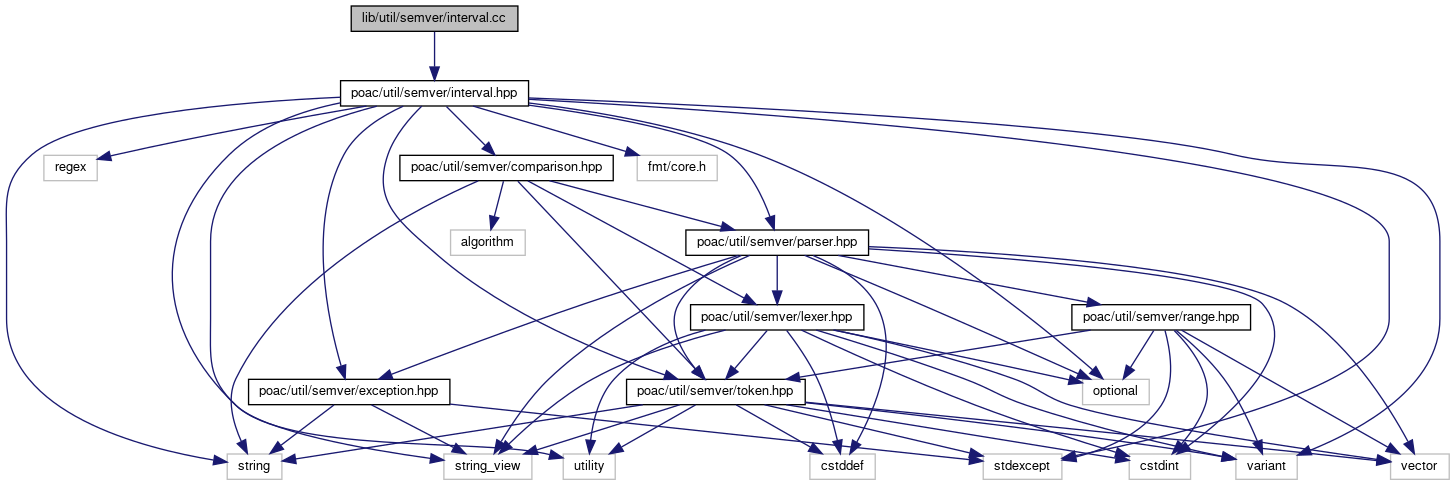 lib/util/semver/interval.cc
poac/util/semver/interval.hpp
regex
poac/util/semver/comparison.hpp
fmt/core.h
algorithm
poac/util/semver/parser.hpp
poac/util/semver/lexer.hpp
poac/util/semver/range.hpp
poac/util/semver/exception.hpp
poac/util/semver/token.hpp
optional
string
string_view
utility
cstddef
stdexcept
cstdint
variant
vector